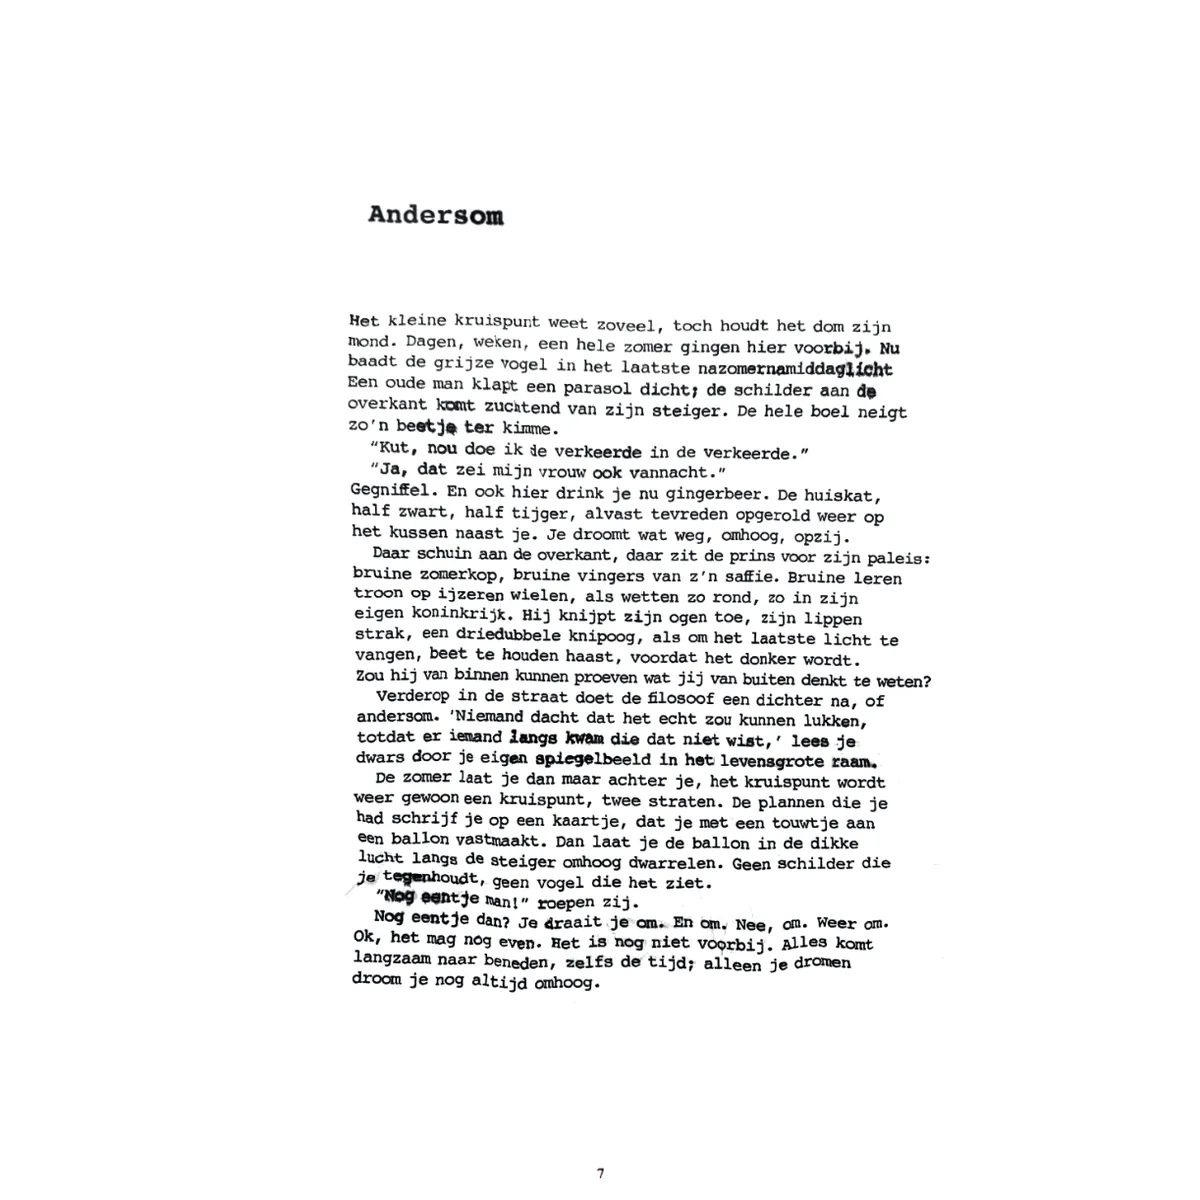 Andersom
Het kleine kruispunt weet zoveel, toch houdt het dom zijn
mond. Dagen, weken, een hele zomer gingen hier voorbij. Nu
baadt de grijze vogel in het laatste nazomernamiddaglicht
Een oude man klapt een parasol dicht; de schilder aan de
overkant komt zuchtend van zijn steiger. De hele boel neigt
zo'n beetje ter kimme.
"Kut, nou doe ik de verkeerde in de verkeerde."
"Ja, dat zei mijn vrouw ook vannacht."
Gegniffel. En ook hier drink je nu gingerbeer. De huiskat,
half zwart, half tijger, alvast tevreden opgerold weer op
het kussen naast je. Je droomt wat weg, omhoog, opzij.
Daar schuin aan de overkant, daar zit de prins voor zijn paleis:
bruine zomerkop, bruine vingers van z'n saffie. Bruine leren
troon op ijzeren wielen, als wetten zo rond, zo in zijn
eigen koninkrijk. Hij knijpt zijn ogen toe, zijn lippen
strak, een driedubbele knipoog, als om het laatste licht te
vangen, beet te houden haast, voordat het donker wordt.
Zou hij van binnen kunnen proeven wat jij van buiten denkt te weten?
Verderop in de straat doet de filosoof een dichter na, of
andersom. 'Niemand dacht dat het echt zou kunnen lukken,
totdat er iemand langs kwam die dat niet wist,' lees je
dwars door je eigen spiegelbeeld in het levensgrote raam.
De zomer laat je dan maar achter je, het kruispunt wordt
weer gewoon een kruispunt, twee straten. De plannen die je
had schrijf je op een kaartje, dat je met een touwtje aan
een ballon vastmaakt. Dan laat je de ballon in de dikke
lucht langs de steiger omhoog dwarrelen. Geen schilder die
je tegenhoudt, geen vogel die het ziet.
"Nog eentje man!" roepen zij.
Nog eentje dan? Je draait je om. En om. Nee, om. Weer om.
Ok, het mag nog even. Het is nog niet voorbij. Alles komt
langzaam naar beneden, zelfs de tijd; alleen je dromen
droom je nog altijd omhoog.
7